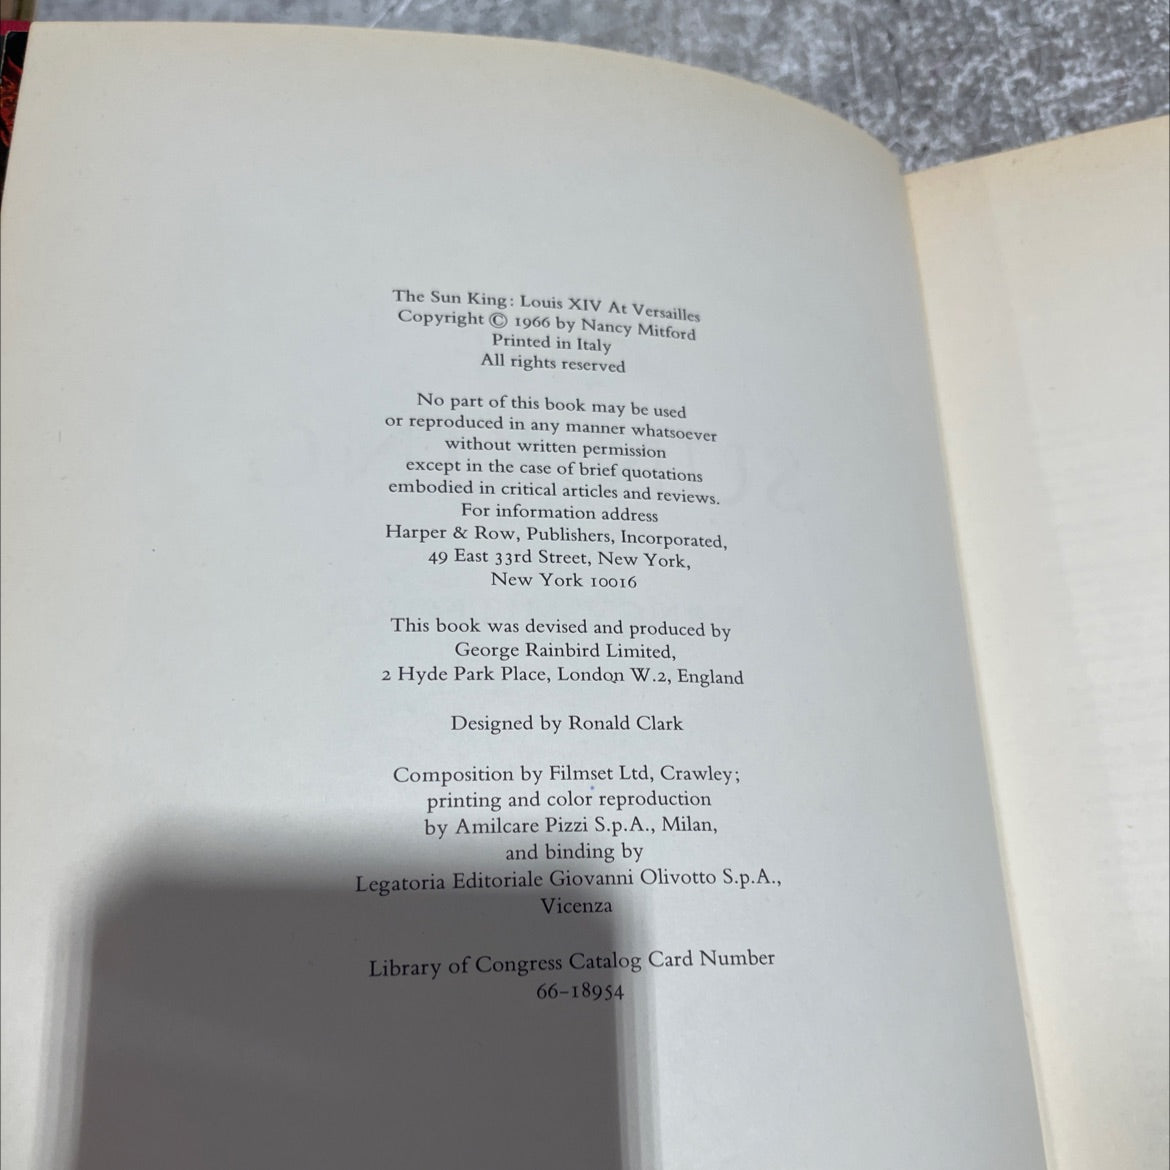 The Sun King: Louis XIV At Versailles
Copyright © 1966 by Nancy Mitford
Printed in Italy
All rights reserved
No part of this book may be used
or reproduced in any manner whatsoever
without written permission
except in the case of brief quotations
embodied in critical articles and reviews.
For information address
Harper & Row, Publishers, Incorporated,
49 East 33rd Street, New York,
New York 10016
This book was devised and produced by
George Rainbird Limited,
2 Hyde Park Place, London W.2, England
Designed by Ronald Clark
Composition by Filmset Ltd, Crawley;
printing and color reproduction
by Amilcare Pizzi S.p.A., Milan,
and binding by
Legatoria Editoriale Giovanni Olivotto S.p.A.,
Vicenza
Library of Congress Catalog Card Number
66-18954